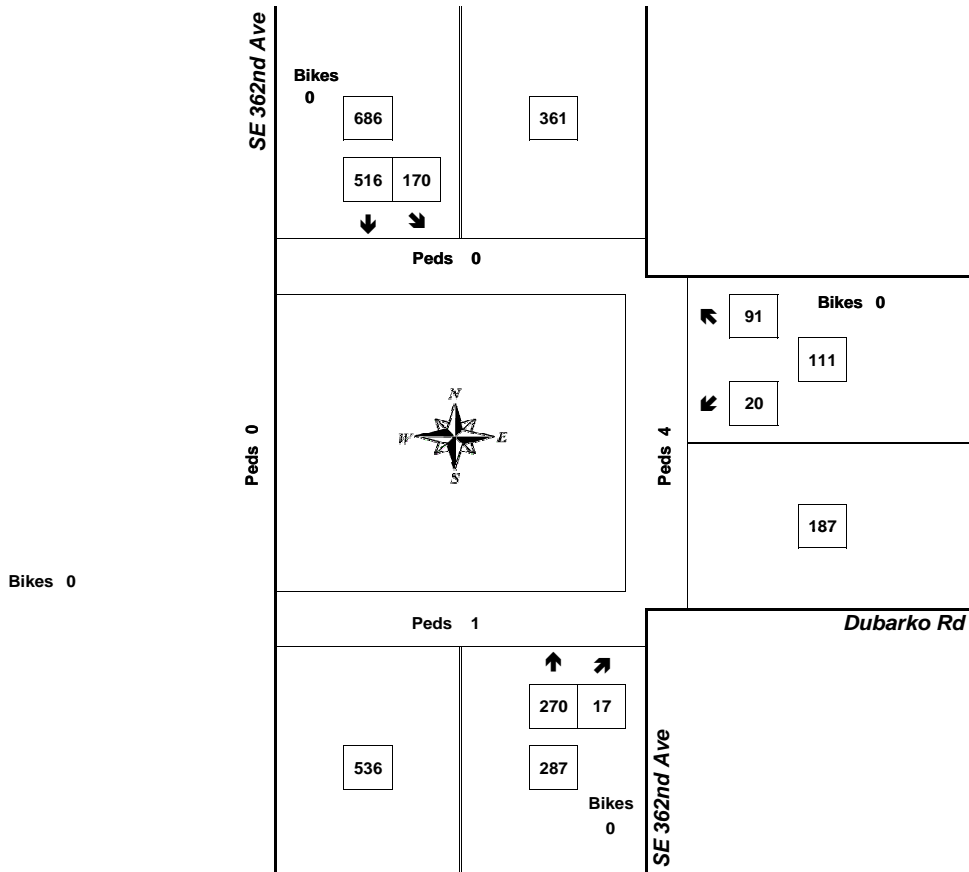 SE 362nd Ave
Bikes
0
686
361
516 170
Peds 0
91
Bikes 0
111
20
N
W E
S
Peds 0
Peds 4
187
Bikes 0
Peds 1
Dubarko Rd
270 17
536
287
Bikes
0
SE 362nd Ave